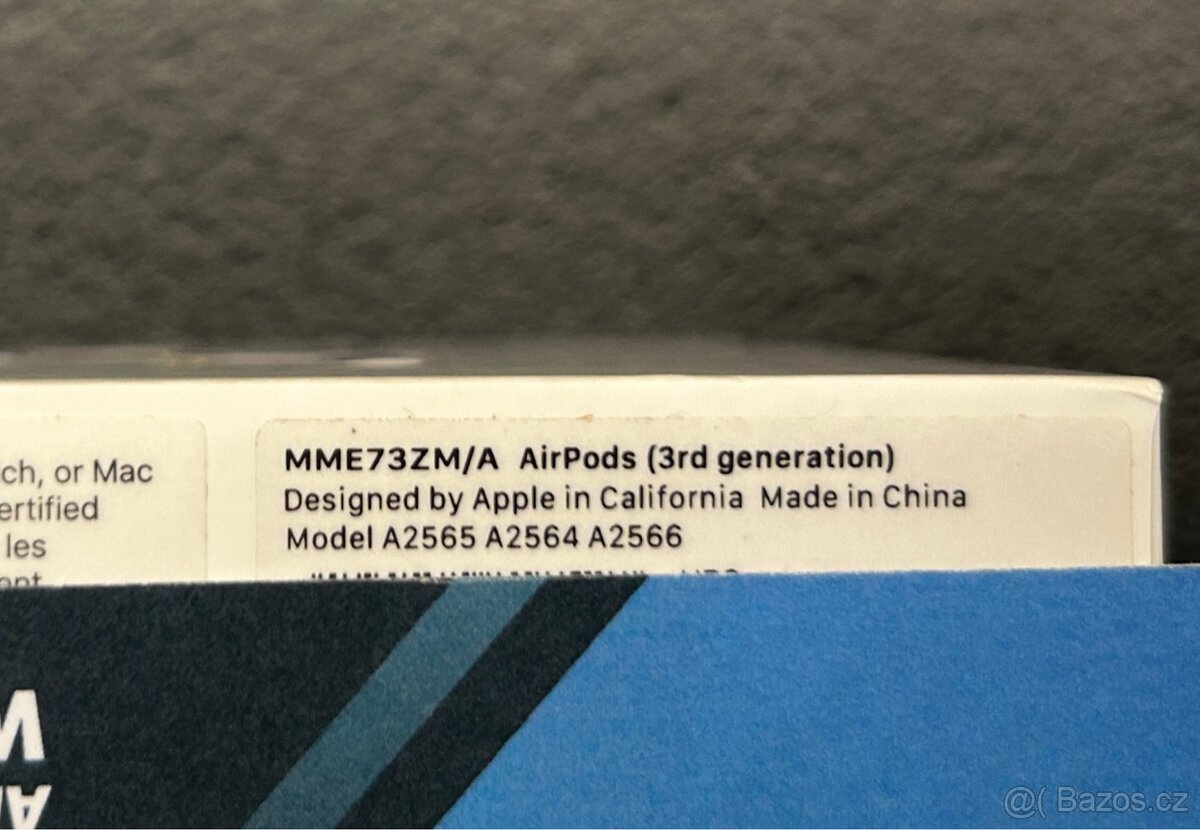 ch, or Mac
ertified
les
MME73ZM/A AirPods (3rd generation)
Designed by Apple in California Made in China
Model A2565 A2564 A2566
@( Bazos.cz